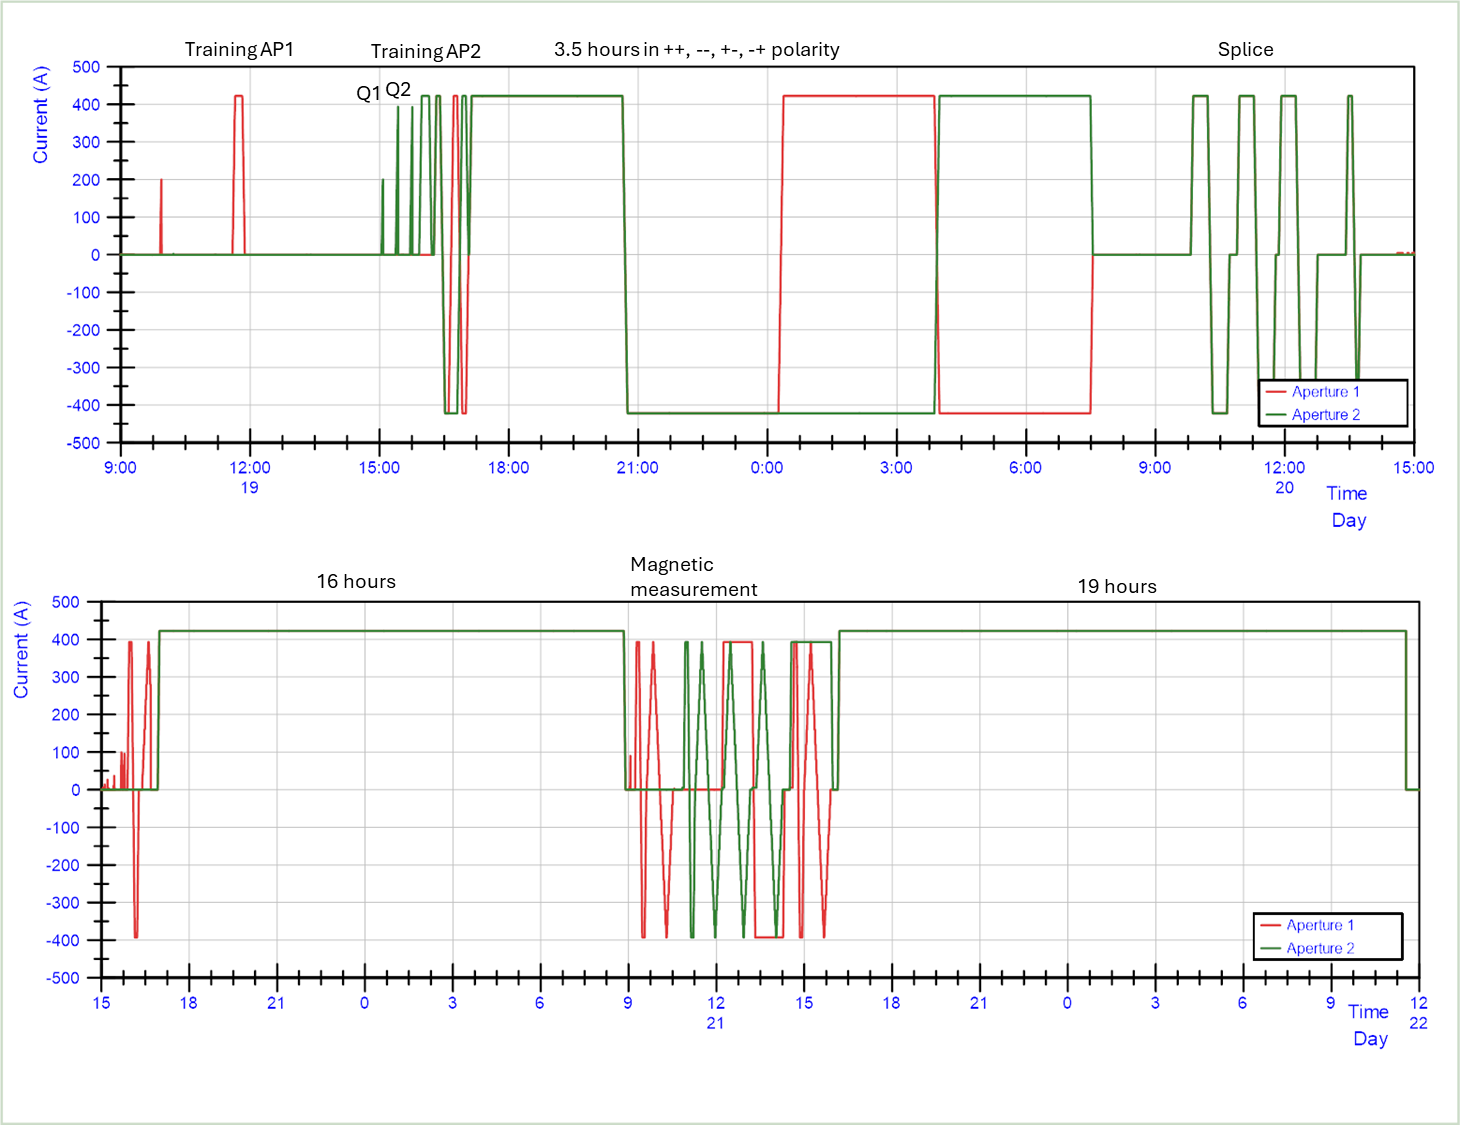 Training AP1
Training AP2
3.5 hours in ++, --, +-, -+ polarity
Splice
Q1 Q2
Current (A)
500
400
300
200
100
0
-100
-200
-300
-400
-500
Aperture 1
Aperture 2
9:00 12:00 15:00 18:00 21:00 0:00 3:00 6:00 9:00 12:00 15:00
19 20
Time
Day
16 hours
Magnetic
measurement
19 hours
Current (A)
500
400
300
200
100
0
-100
-200
-300
-400
-500
Aperture 1
Aperture 2
15 18 21 0 3 6 9 12 15 18 21 0 3 6 9 12
21 22
Time
Day